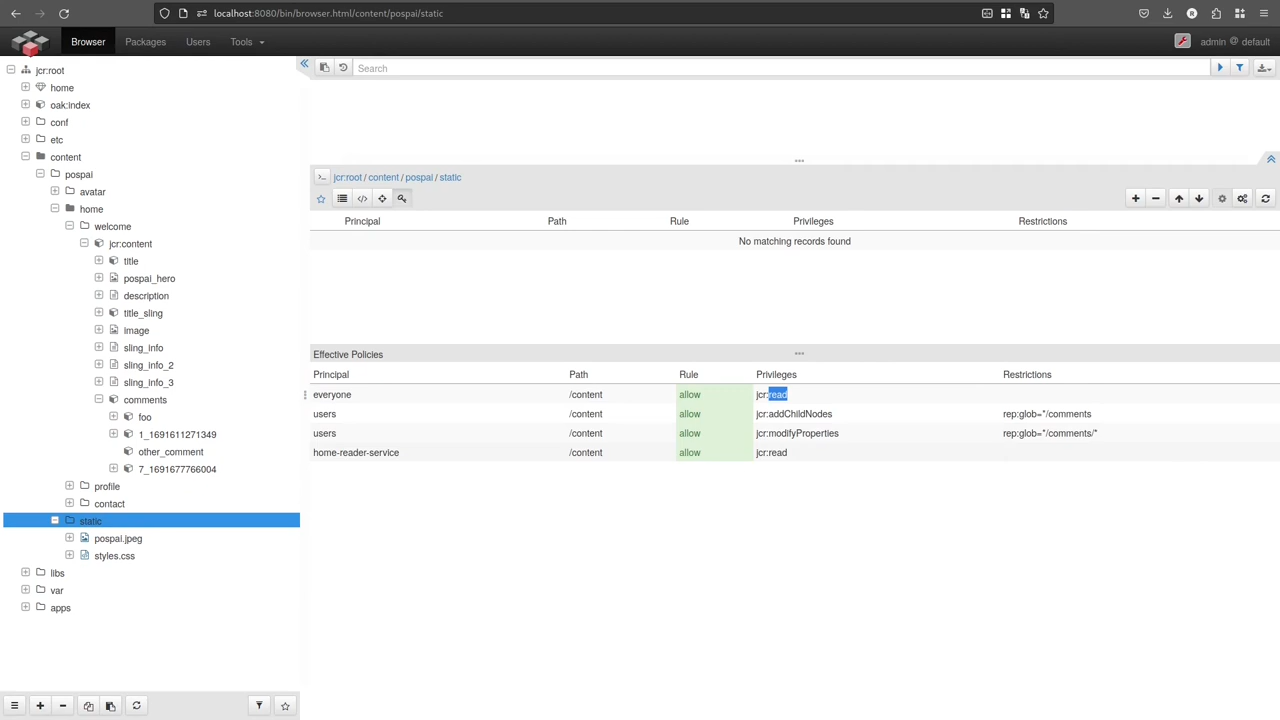 localhost:8080/bin/browser.html/content/pospai/static
Browser Packages Users Tools admin @ default
jcr:root
home
oak:index
conf
etc
content
pospai
avatar
home
welcome
jcr:content
title
pospai_hero
description
title_sling
image
sling_info
sling_info_2
sling_info_3
comments
foo
1_1691611271349
other_comment
7_1691677766004
profile
contact
static
pospai.jpeg
styles.css
libs
var
apps
Search
jcr:root / content / pospai / static
Principal Path Rule Privileges Restrictions
No matching records found
Effective Policies
Principal Path Rule Privileges Restrictions
everyone /content allow jcr:read
users /content allow jcr:addChildNodes rep:glob="/comments
users /content allow jcr:modifyProperties rep:glob="/comments/*
home-reader-service /content allow jcr:read